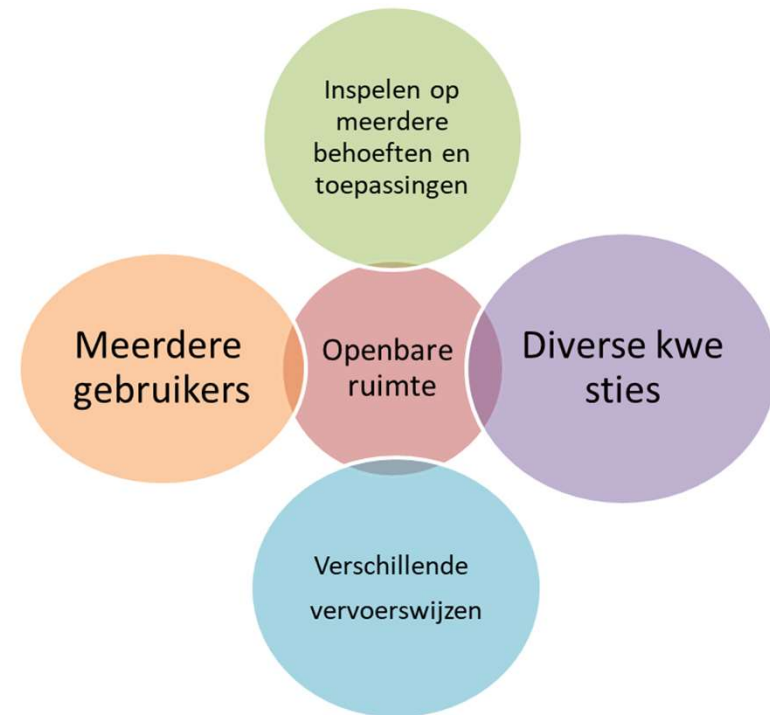 Inspelen op
meerdere
behoeften en
toepassingen
Meerdere
gebruikers
Openbare
ruimte
Diverse kwe
sties
Verschillende
vervoerswijzen